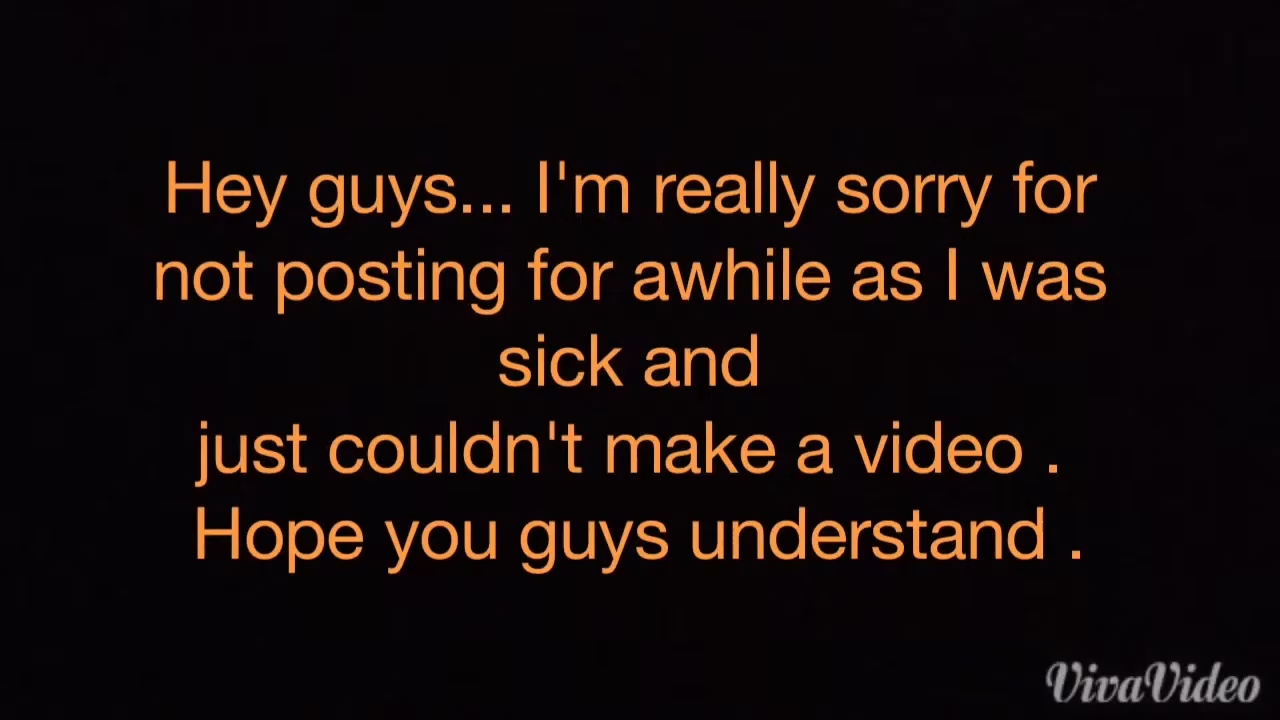 Hey guys... I'm really sorry for
not posting for awhile as I was
sick and
just couldn't make a video .
Hope you guys understand .
VivaVideo